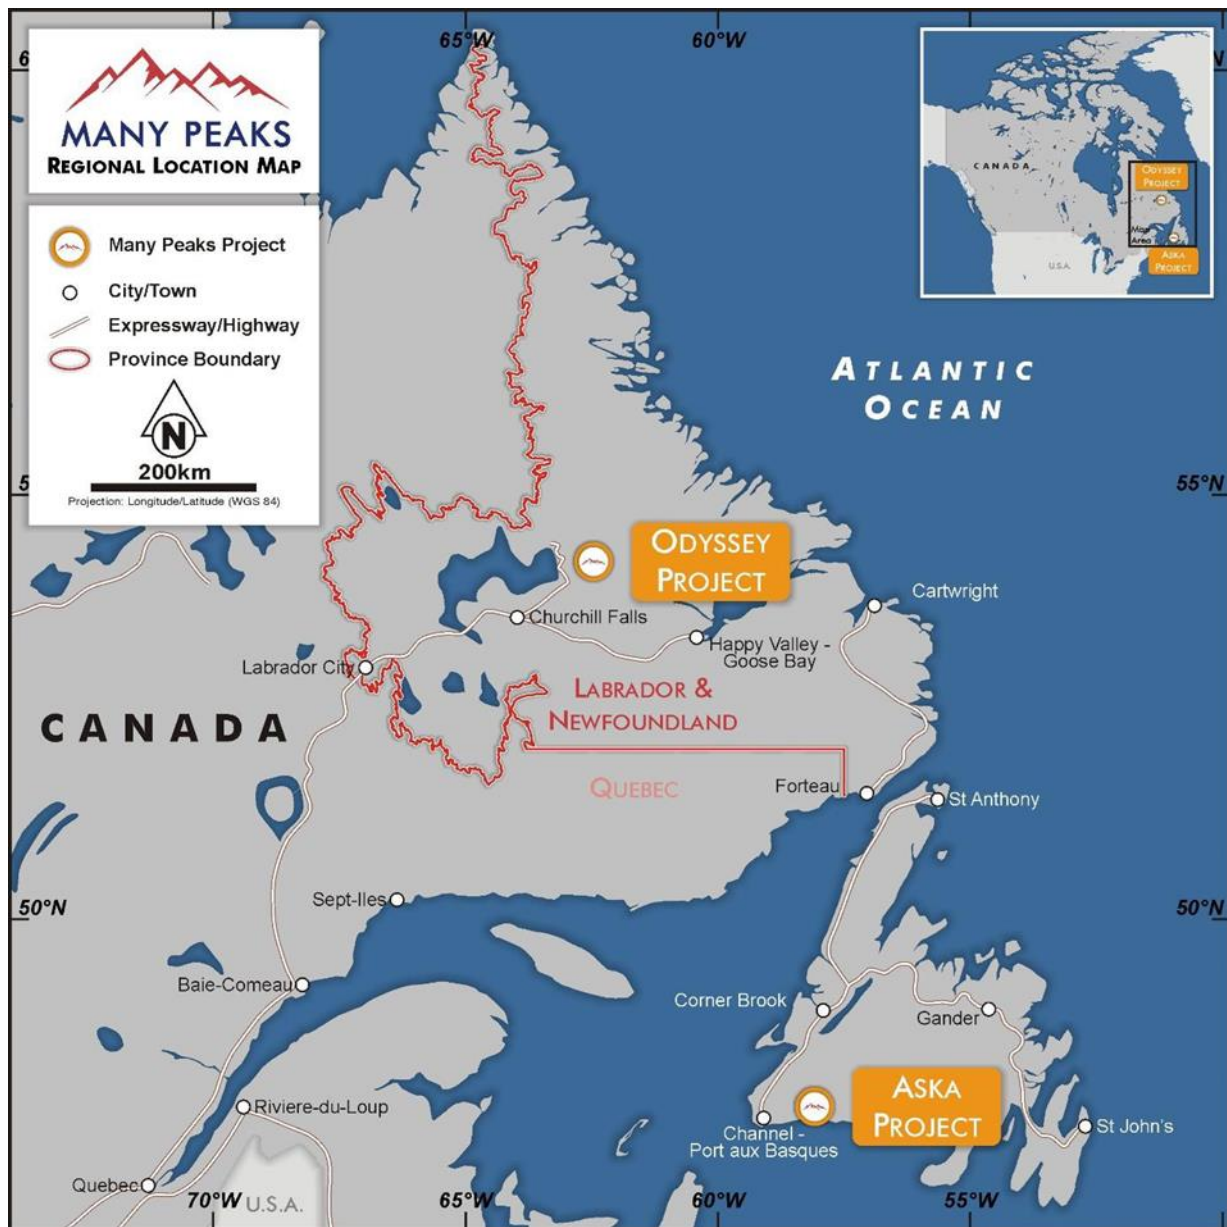 65°W
60°W
MANY PEAKS
REGIONAL LOCATION MAP
Many Peaks Project
City/Town
Expressway/Highway
Province Boundary
N
200km
Projection: Longitude/Latitude (WGS 84)
CANADA
ODYSSEY
PROJECT
Map
Area
U.S.A.
ASKA
PROJECT
ATLANTIC
OCEAN
55°N
ODYSSEY
PROJECT
Cartwright
Churchill Falls
Happy Valley -
Goose Bay
Labrador City
LABRADOR &
NEWFOUNDLAND
CANADA
QUEBEC
Forteau
St Anthony
Sept-Iles
50°N
50°N
Baie-Comeau
Corner Brook
Gander
ASKA
PROJECT
Riviere-du-Loup
Channel -
Port aux Basques
St John's
Quebec
70°W
U.S.A.
65°W
60°W
55°W